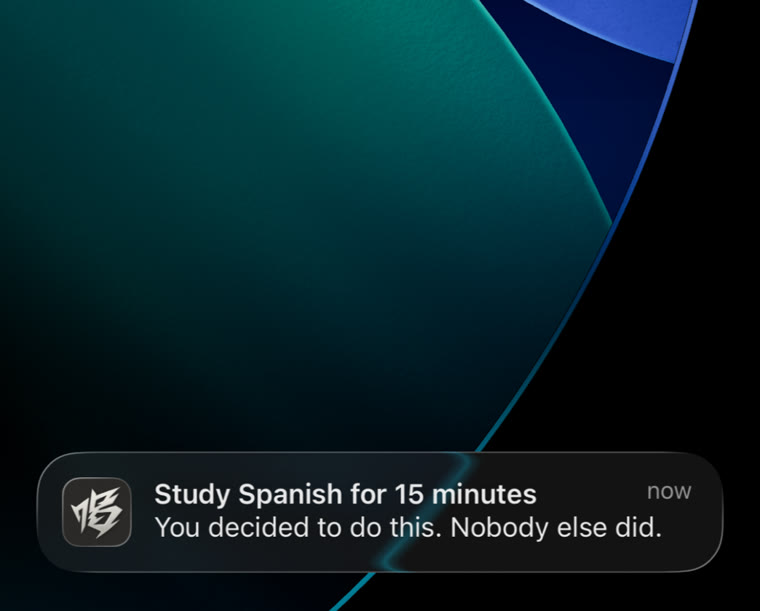 Study Spanish for 15 minutes
now
You decided to do this. Nobody else did.